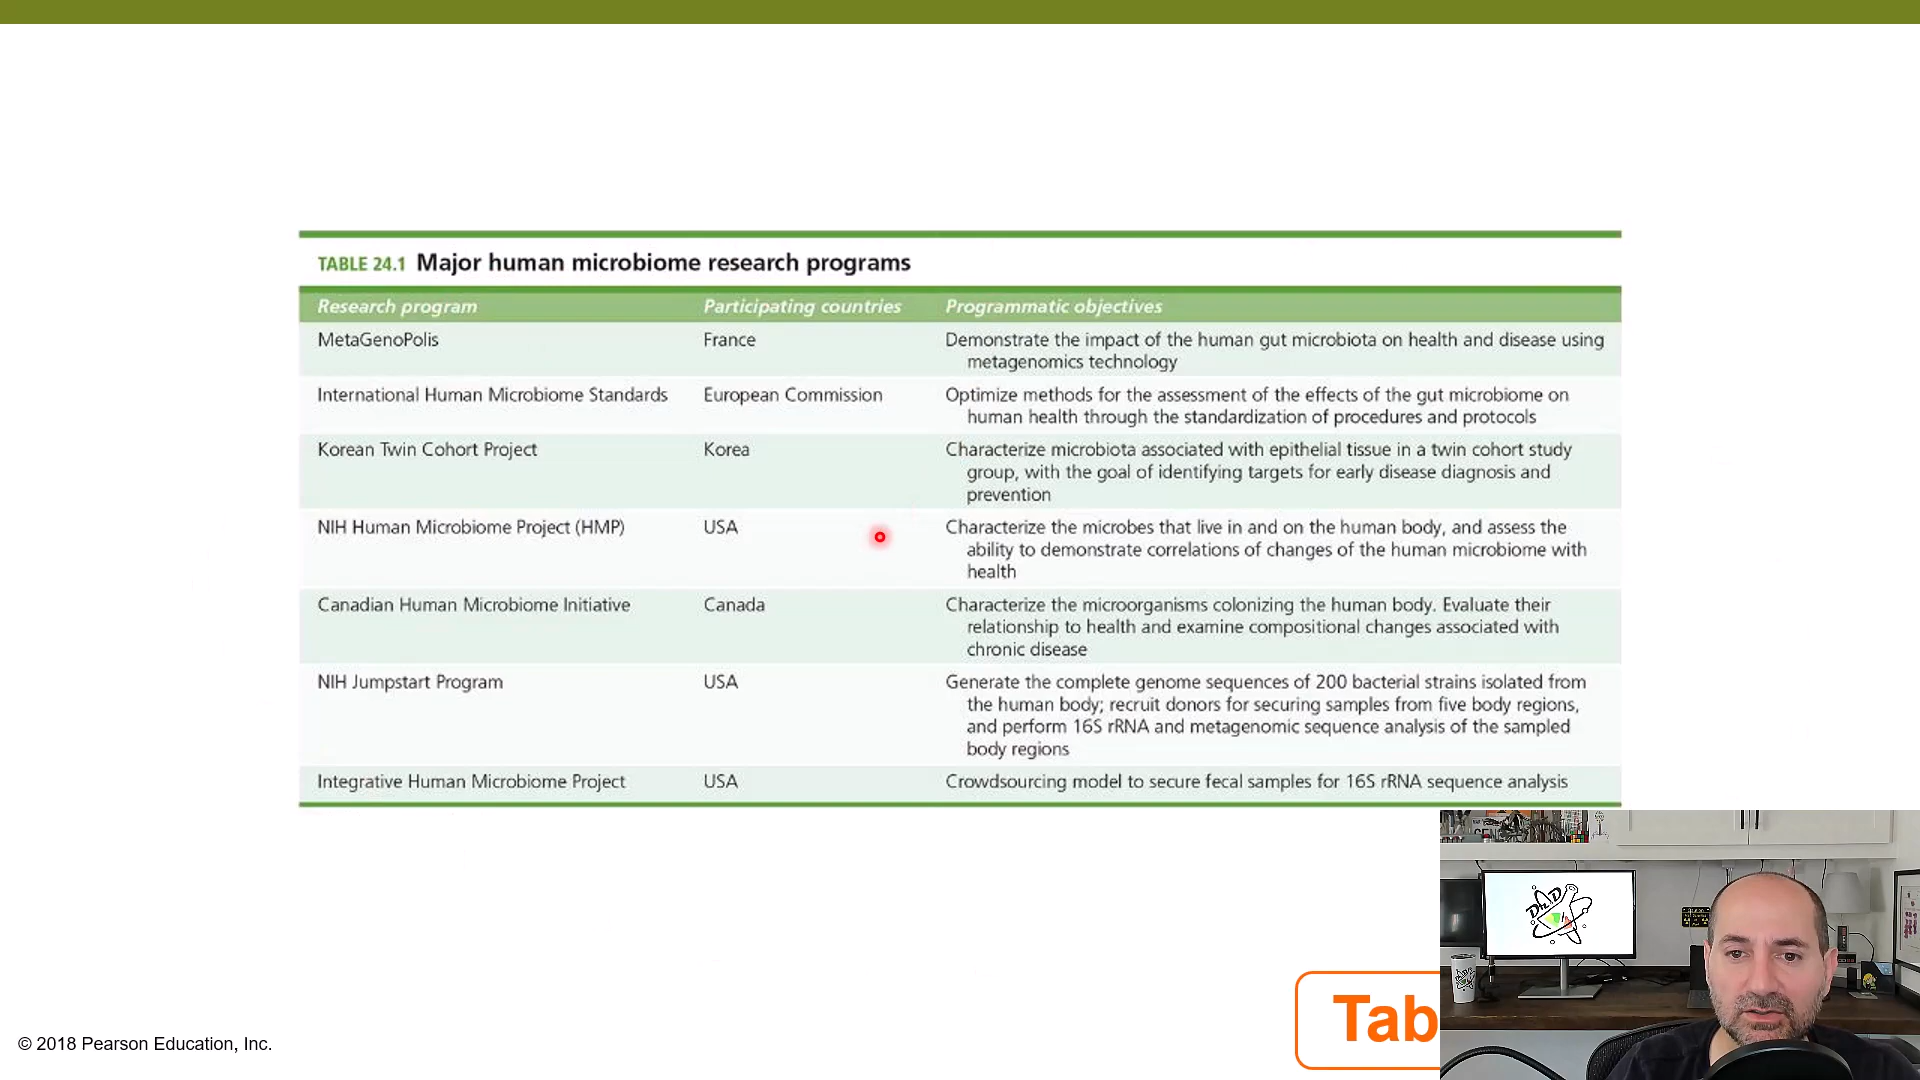 TABLE 24.1 Major human microbiome research programs
Research program Participating countries Programmatic objectives
MetaGenoPolis France Demonstrate the impact of the human gut microbiota on health and disease using
metagenomics technology
International Human Microbiome Standards European Commission Optimize methods for the assessment of the effects of the gut microbiome on
human health through the standardization of procedures and protocols
Korean Twin Cohort Project Korea Characterize microbiota associated with epithelial tissue in a twin cohort study
group, with the goal of identifying targets for early disease diagnosis and
prevention
NIH Human Microbiome Project (HMP) USA Characterize the microbes that live in and on the human body, and assess the
ability to demonstrate correlations of changes of the human microbiome with
health
Canadian Human Microbiome Initiative Canada Characterize the microorganisms colonizing the human body. Evaluate their
relationship to health and examine compositional changes associated with
chronic disease
NIH Jumpstart Program USA Generate the complete genome sequences of 200 bacterial strains isolated from
the human body; recruit donors for securing samples from five body regions,
and perform 16S rRNA and metagenomic sequence analysis of the sampled
body regions
Integrative Human Microbiome Project USA Crowdsourcing model to secure fecal samples for 16S rRNA sequence analysis
Tab
© 2018 Pearson Education, Inc.